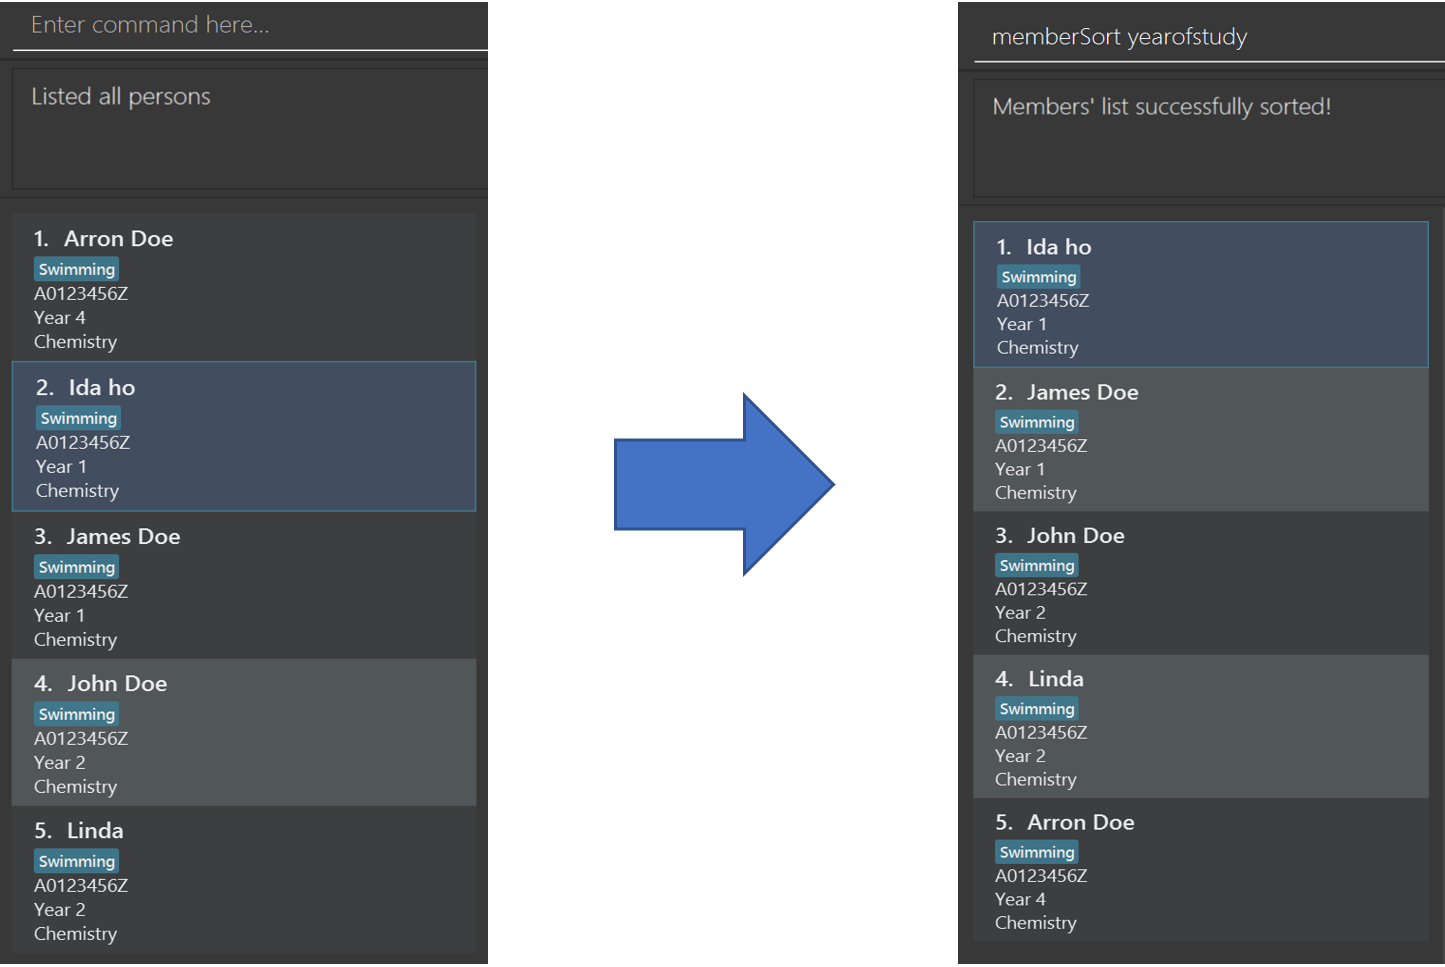 Enter command here...
Listed all persons
1. Arron Doe
Swimming
A0123456Z
Year 4
Chemistry
2. Ida ho
Swimming
A0123456Z
Year 1
Chemistry
3. James Doe
Swimming
A0123456Z
Year 1
Chemistry
4. John Doe
Swimming
A0123456Z
Year 2
Chemistry
5. Linda
Swimming
A0123456Z
Year 2
Chemistry
memberSort yearofstudy
Members' list successfully sorted!
1. Ida ho
Swimming
A0123456Z
Year 1
Chemistry
2. James Doe
Swimming
A0123456Z
Year 1
Chemistry
3. John Doe
Swimming
A0123456Z
Year 2
Chemistry
4. Linda
Swimming
A0123456Z
Year 2
Chemistry
5. Arron Doe
Swimming
A0123456Z
Year 4
Chemistry